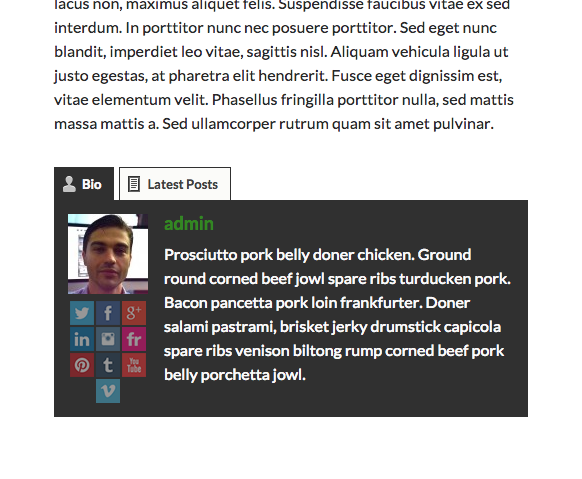 lacus non, maximus aliquet felis. Suspendisse faucibus vitae ex sed
interdum. In porttitor nunc nec posuere porttitor. Sed eget nunc
blandit, imperdiet leo vitae, sagittis nisl. Aliquam vehicula ligula ut
justo egestas, at pharetra elit hendrerit. Fusce eget dignissim est,
vitae elementum velit. Phasellus fringilla porttitor nulla, sed mattis
massa mattis a. Sed ullamcorper rutrum quam sit amet pulvinar.
Bio
Latest Posts
admin
Prosciutto pork belly doner chicken. Ground
round corned beef jowl spare ribs turducken pork.
Bacon pancetta pork loin frankfurter. Doner
salami pastrami, brisket jerky drumstick capicola
spare ribs venison biltong rump corned beef pork
belly porchetta jowl.
f
g+
in
fr
t
You
Tube
v